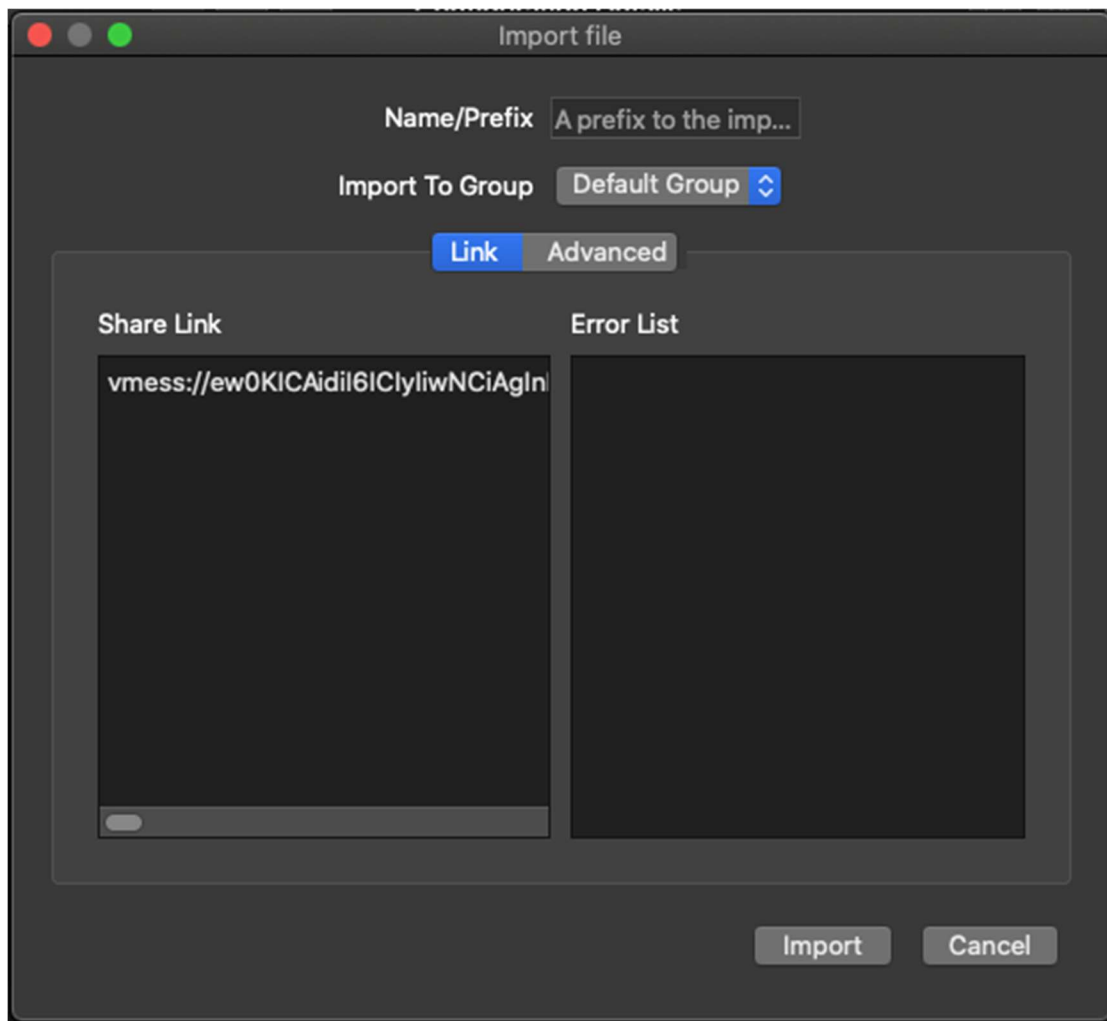 Import file
Name/Prefix A prefix to the imp...
Import To Group Default Group
Link Advanced
Share Link Error List
vmess://ew0KICAidiI6ICIyIiwNCiAgIn
Import Cancel